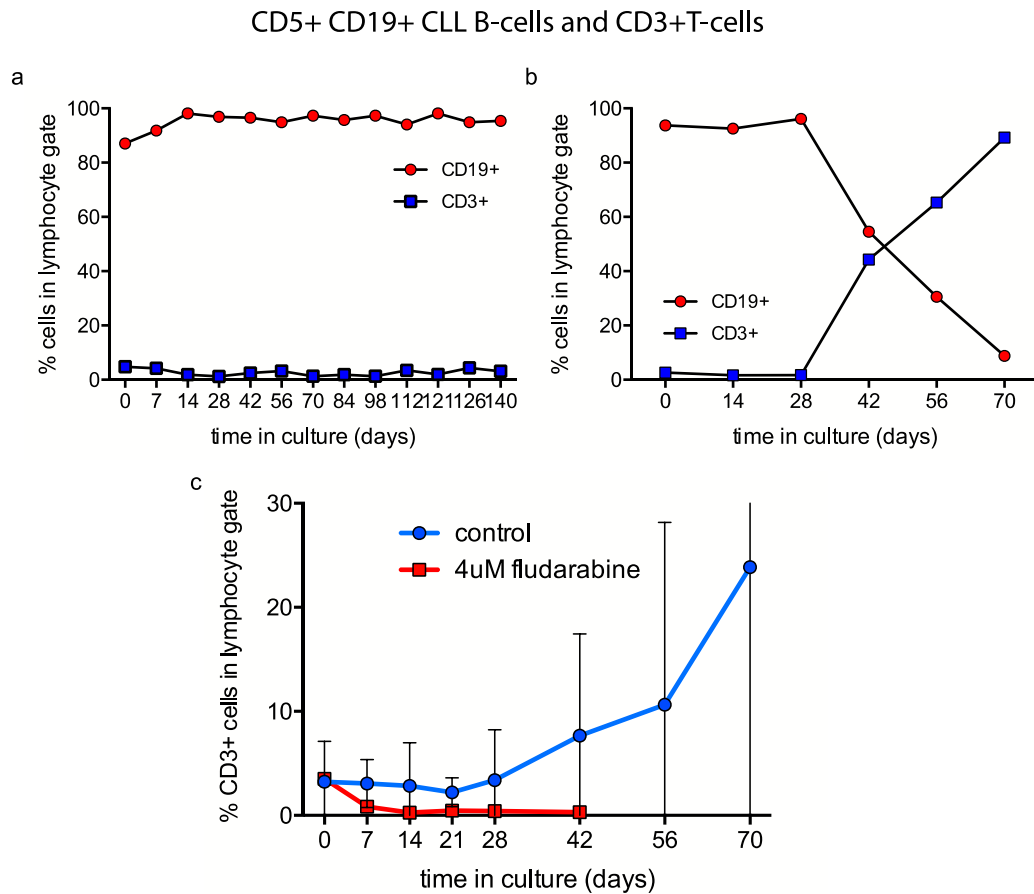 CD5+ CD19+ CLL B-cells and CD3+T-cells
a
% cells in lymphocyte gate
100
80
60
40
20
0
CD19+
CD3+
0 7 14 28 42 56 70 84 98 112 121 126 140
time in culture (days)
b
% cells in lymphocyte gate
100
80
60
40
20
0
CD19+
CD3+
0 14 28 42 56 70
time in culture (days)
c
% CD3+ cells in lymphocyte gate
30
20
10
0
control
4uM fludarabine
0 7 14 21 28 42 56 70
time in culture (days)